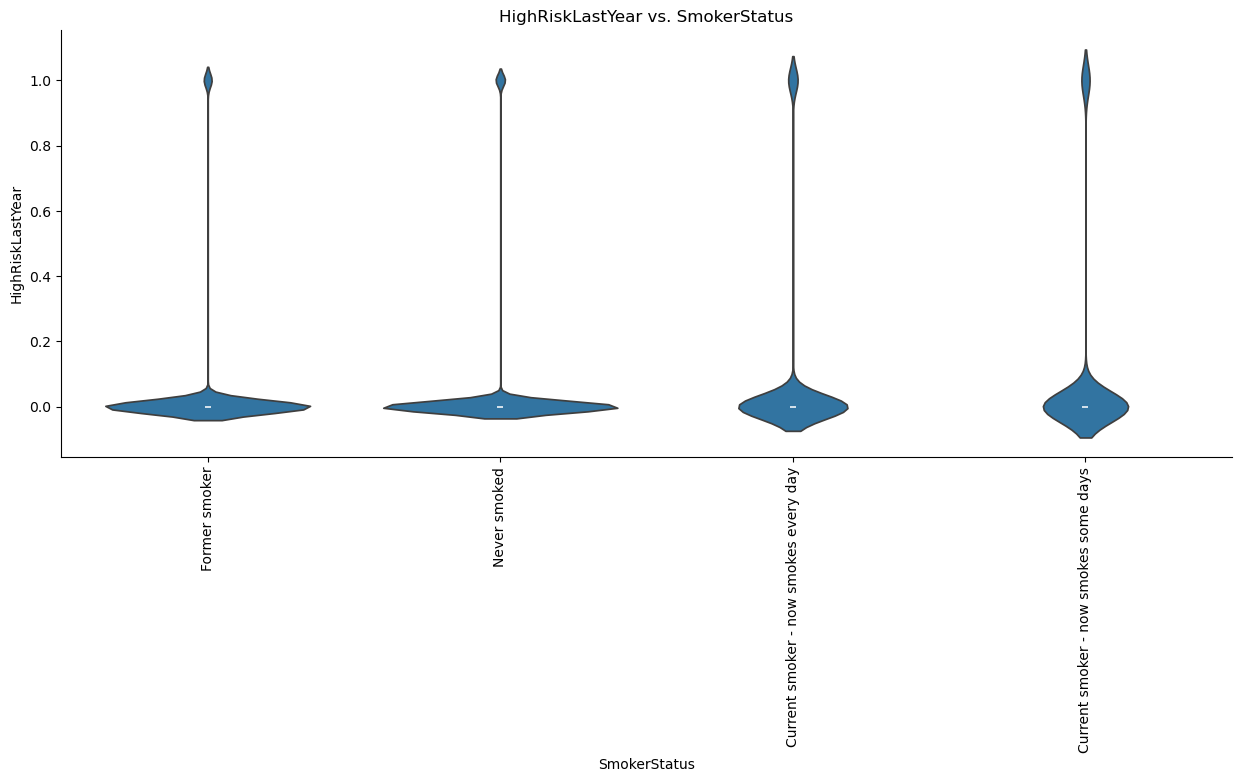 HighRiskLastYear vs. SmokerStatus
HighRiskLastYear
1.0
0.8
0.6
0.4
0.2
0.0
Former smoker
Never smoked
Current smoker - now smokes every day
Current smoker - now smokes some days
SmokerStatus